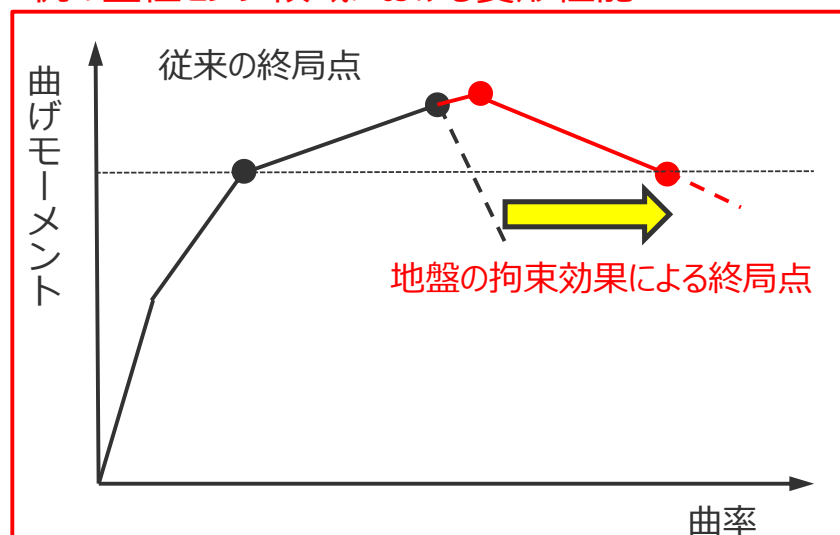 従来の終局点
曲げモーメント
地盤の拘束効果による終局点
曲率